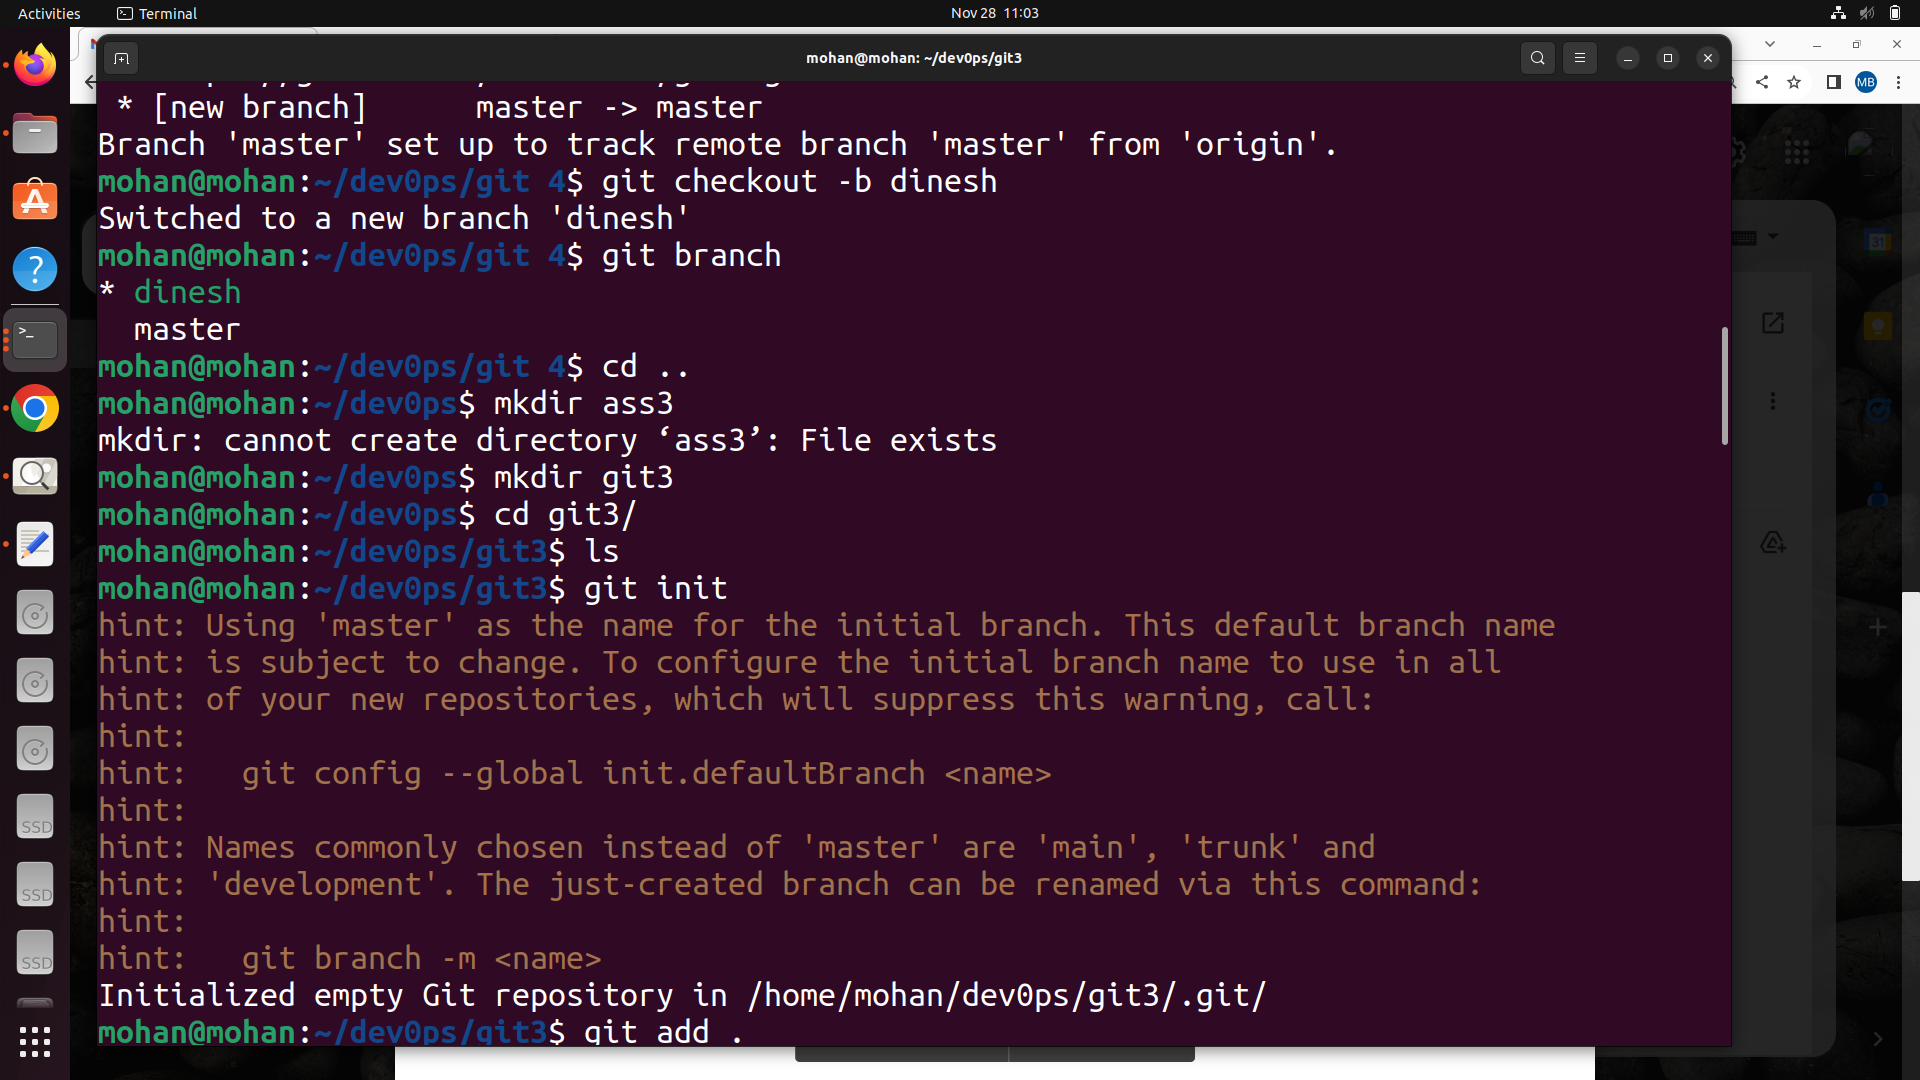 Activities
Terminal
Nov 28 11:03
mohan@mohan: ~/dev0ps/git3
MB
* [new branch]      master -> master
Branch 'master' set up to track remote branch 'master' from 'origin'.
mohan@mohan:~/dev0ps/git 4$ git checkout -b dinesh
Switched to a new branch 'dinesh'
mohan@mohan:~/dev0ps/git 4$ git branch
* dinesh
  master
mohan@mohan:~/dev0ps/git 4$ cd ..
mohan@mohan:~/dev0ps$ mkdir ass3
mkdir: cannot create directory ‘ass3’: File exists
mohan@mohan:~/dev0ps$ mkdir git3
mohan@mohan:~/dev0ps$ cd git3/
mohan@mohan:~/dev0ps/git3$ ls
mohan@mohan:~/dev0ps/git3$ git init
hint: Using 'master' as the name for the initial branch. This default branch name
hint: is subject to change. To configure the initial branch name to use in all
hint: of your new repositories, which will suppress this warning, call:
hint:
hint:   git config --global init.defaultBranch <name>
hint:
hint: Names commonly chosen instead of 'master' are 'main', 'trunk' and
hint: 'development'. The just-created branch can be renamed via this command:
hint:
hint:   git branch -m <name>
Initialized empty Git repository in /home/mohan/dev0ps/git3/.git/
mohan@mohan:~/dev0ps/git3$ git add .
SSD
SSD
SSD
31